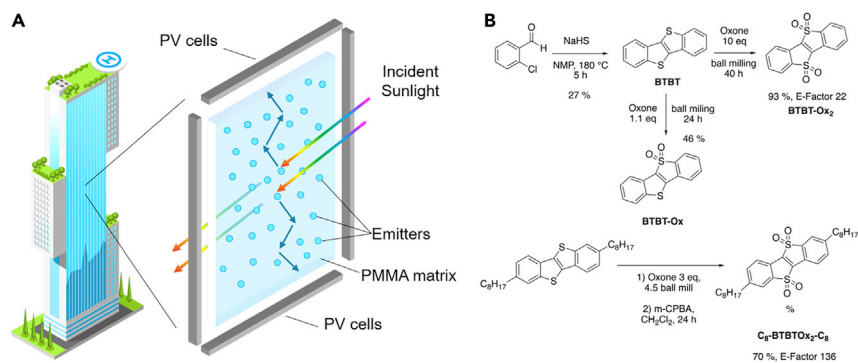 A
PV cells
Incident
Sunlight
Emitters
PMMA matrix
PV cells
H
B
O
H
Cl
NaHS
NMP, 180 °C
5 h
27 %
S
S
BTBT
Oxone
10 eq
ball milling
40 h
O
O
S
S
O
O
93 %, E-Factor 22
BTBT-Ox2
Oxone
1.1 eq
ball miling
24 h
46 %
O
O
S
S
BTBT-Ox
C8H17
S
S
C8H17
1) Oxone 3 eq,
4.5 ball mill
2) m-CPBA,
CH2Cl2, 24 h
O
O
S
C8H17
C8H17
S
O
O
%
C8-BTBTOx2-C8
70 %, E-Factor 136